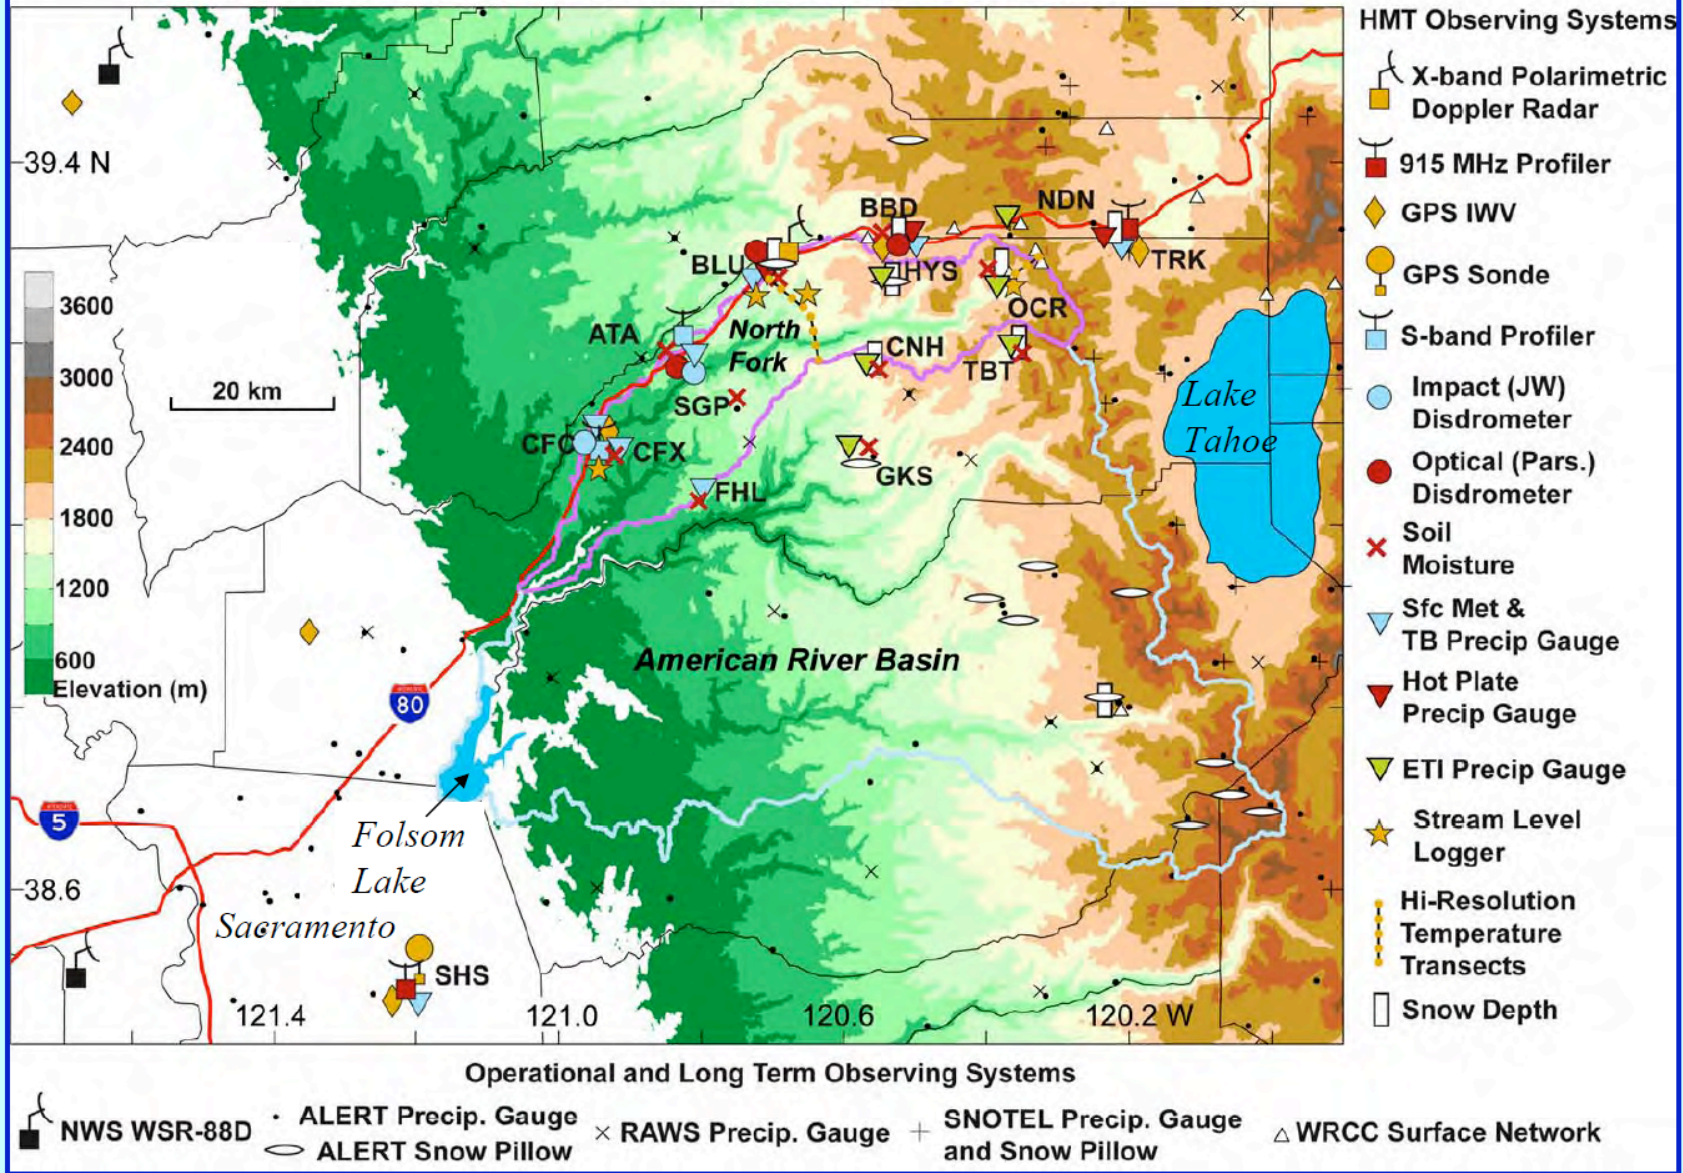 HMT Observing Systems
X-band Polarimetric
Doppler Radar
915 MHz Profiler
GPS IWV
GPS Sonde
S-band Profiler
Impact (JW)
Disdrometer
Optical (Pars.)
Disdrometer
Soil
Moisture
Sfc Met &
TB Precip Gauge
Hot Plate
Precip Gauge
ETI Precip Gauge
Stream Level
Logger
Hi-Resolution
Temperature
Transects
Snow Depth
39.4 N
38.6
121.4
121.0
120.6
120.2 W
3600
3000
2400
1800
1200
600
Elevation (m)
20 km
BBD
NDN
BLU
HYS
TRK
OCR
ATA
North
Fork
CNH
TBT
SGP
CFC
CFX
GKS
FHL
Lake
Tahoe
American River Basin
80
5
Folsom
Lake
Sacramento
SHS
Operational and Long Term Observing Systems
NWS WSR-88D
ALERT Precip. Gauge
ALERT Snow Pillow
RAWS Precip. Gauge
SNOTEL Precip. Gauge
and Snow Pillow
WRCC Surface Network